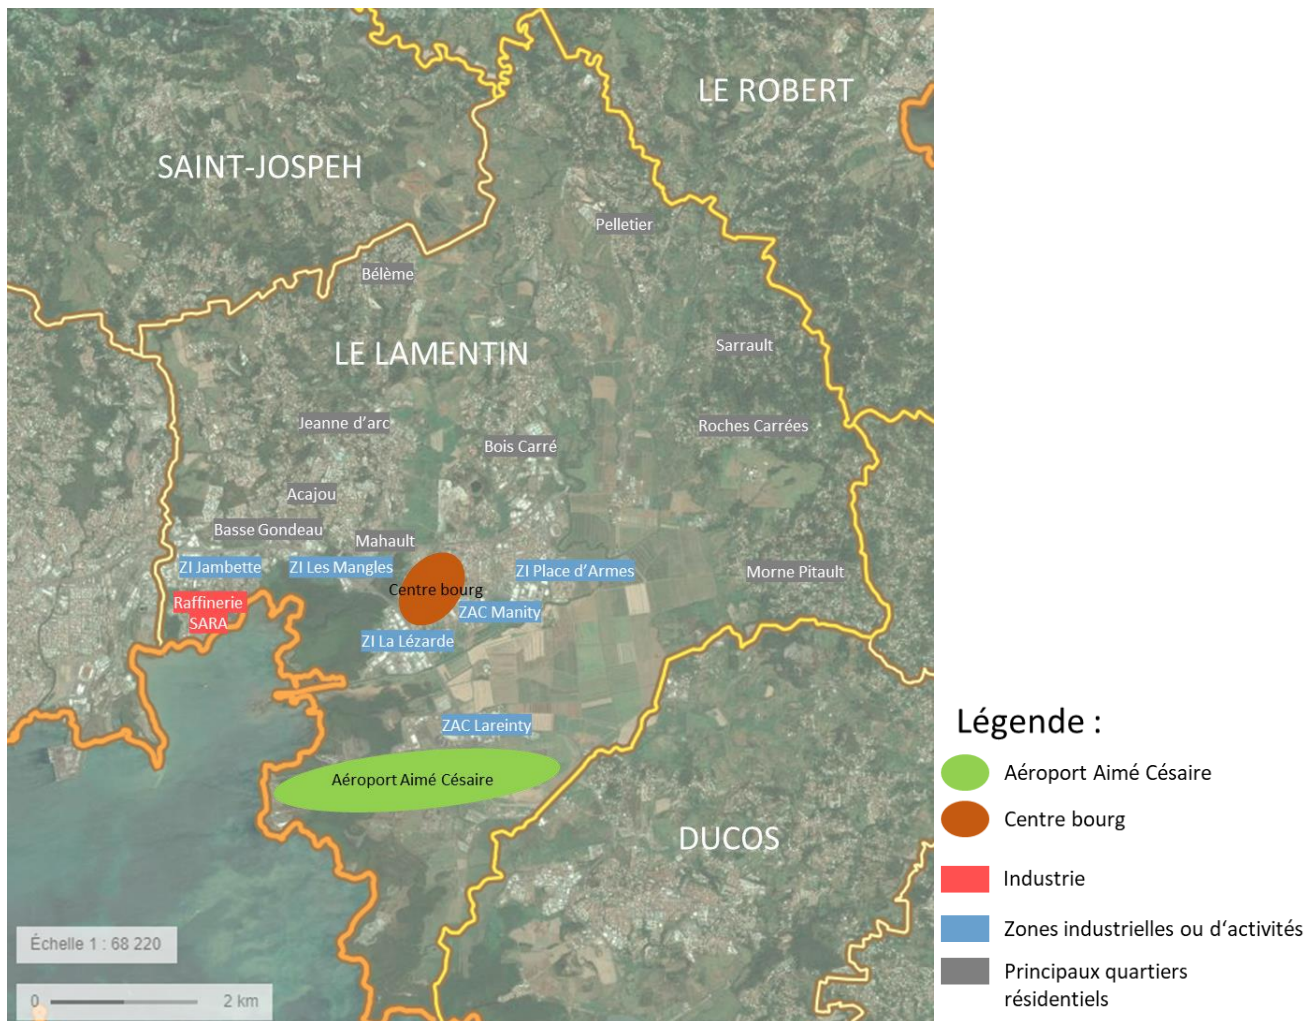 LE ROBERT
SAINT-JOSPEH
Pelletier
Bélème
Sarrault
LE LAMENTIN
Jeanne d'arc
Roches Carrées
Bois Carré
Acajou
Basse Gondeau
Mahault
ZI Jambette
ZI Les Mangles
ZI Place d'Armes
Morne Pitault
Centre bourg
Raffinerie
SARA
ZAC Manity
ZI La Lézarde
ZAC Lareinty
Aéroport Aimé Césaire
DUCOS
Échelle 1 : 68 220
0 2 km
Légende :
Aéroport Aimé Césaire
Centre bourg
Industrie
Zones industrielles ou d'activités
Principaux quartiers
résidentiels